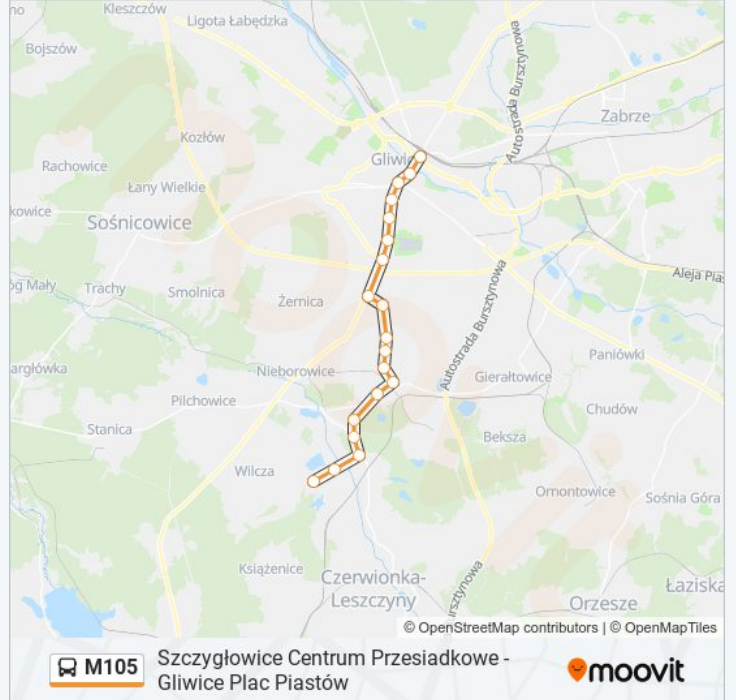 Kleszczów
Ligota Łabędzka
Bojszów
Autostrada Bursztynowa
Zabrze
Kozłów
Gliwi
Rachowice
Łany Wielkie
kowice
Sośnicowice
Aleja Pias
óg Mały
Trachy
Smolnica
Żernica
Autostrada Bursztynowa
Paniówki
argłówka
Nieborowice
Gierałtowice
Pilchowice
Chudów
Stanica
Beksza
Wilcza
Ornontowice
Sośnia Góra
Książenice
Czerwionka-
Leszczyny
rsztynowa
Łaziska
Orzesze
© OpenStreetMap contributors | © OpenMapTiles
M105
Szczygłowice Centrum Przesiadkowe -
Gliwice Plac Piastów
moovit